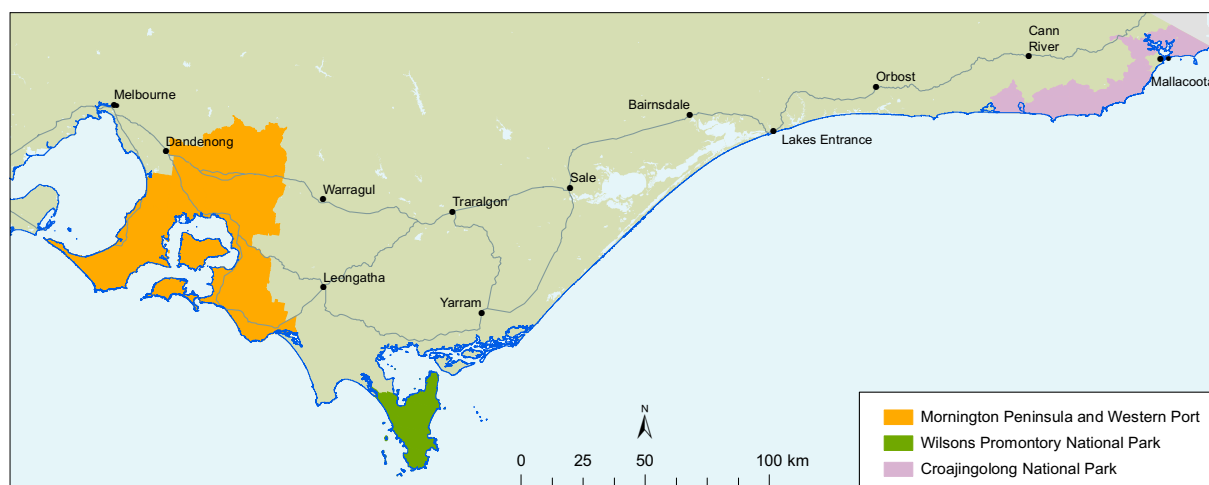 Cann
River
Orbost
Mallacoota
Melbourne
Bairnsdale
Dandenong
Lakes Entrance
Sale
Warragul
Traralgon
Leongatha
Yarram
N
0 25 50 100 km
Mornington Peninsula and Western Port
Wilsons Promontory National Park
Croajingolong National Park